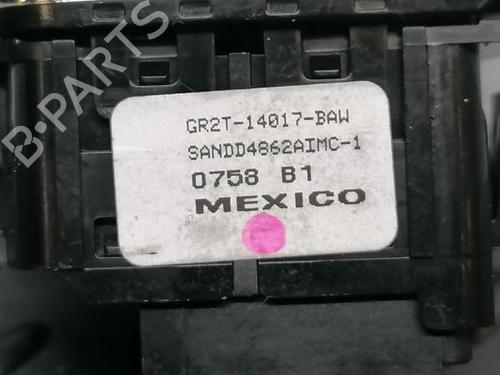 B-PARTS
GR2T-14017-BAW
SANDD4862AIMC-1
0758 B1
MEXICO